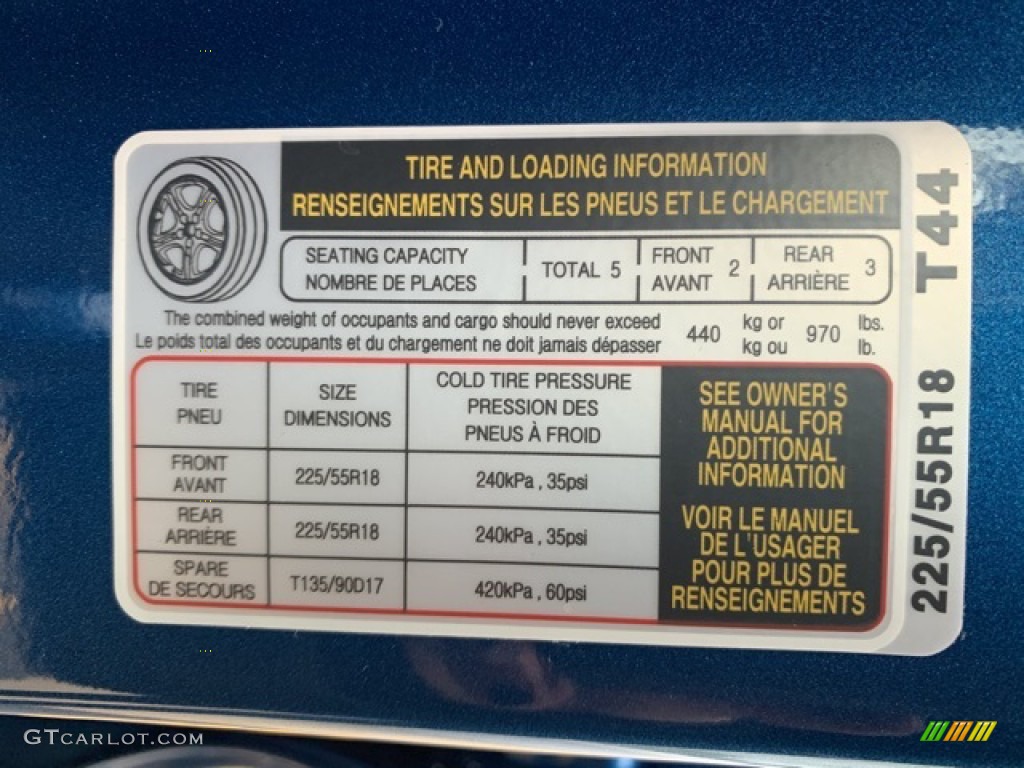 TIRE AND LOADING INFORMATION
RENSEIGNEMENTS SUR LES PNEUS ET LE CHARGEMENT
SEATING CAPACITY
NOMBRE DE PLACES
TOTAL 5
FRONT
AVANT
2
REAR
ARRIÈRE
3
The combined weight of occupants and cargo should never exceed
Le poids total des occupants et du chargement ne doit jamais dépasser
440
kg or
kg ou
970
lbs.
lb.
TIRE
PNEU
SIZE
DIMENSIONS
COLD TIRE PRESSURE
PRESSION DES
PNEUS À FROID
FRONT
AVANT
225/55R18
240kPa , 35psi
REAR
ARRIÈRE
225/55R18
240kPa , 35psi
SPARE
DE SECOURS
T135/90D17
420kPa , 60psi
SEE OWNER'S
MANUAL FOR
ADDITIONAL
INFORMATION
VOIR LE MANUEL
DE L'USAGER
POUR PLUS DE
RENSEIGNEMENTS
225/55R18 T44
GTCARLOT.COM